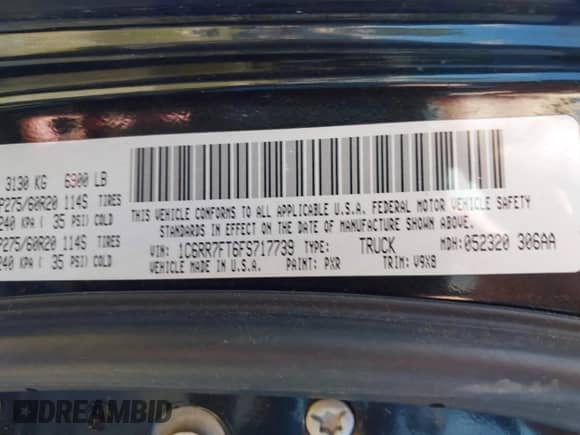 3130 KG 6900 LB
P275/60R20 114S TIRES
240 KPA ( 35 PSI) COLD
P275/60R20 114S TIRES
240 KPA ( 35 PSI) COLD
THIS VEHICLE CONFORMS TO ALL APPLICABLE U.S.A. FEDERAL MOTOR VEHICLE SAFETY
STANDARDS IN EFFECT ON THE DATE OF MANUFACTURE SHOWN ABOVE.
VIN: 1C6RR7FT6FS717739 TYPE: TRUCK MDH: 052320 306AA
VEHICLE MADE IN U.S.A. PAINT: PXR TRIM: V9X8
DREAMBID